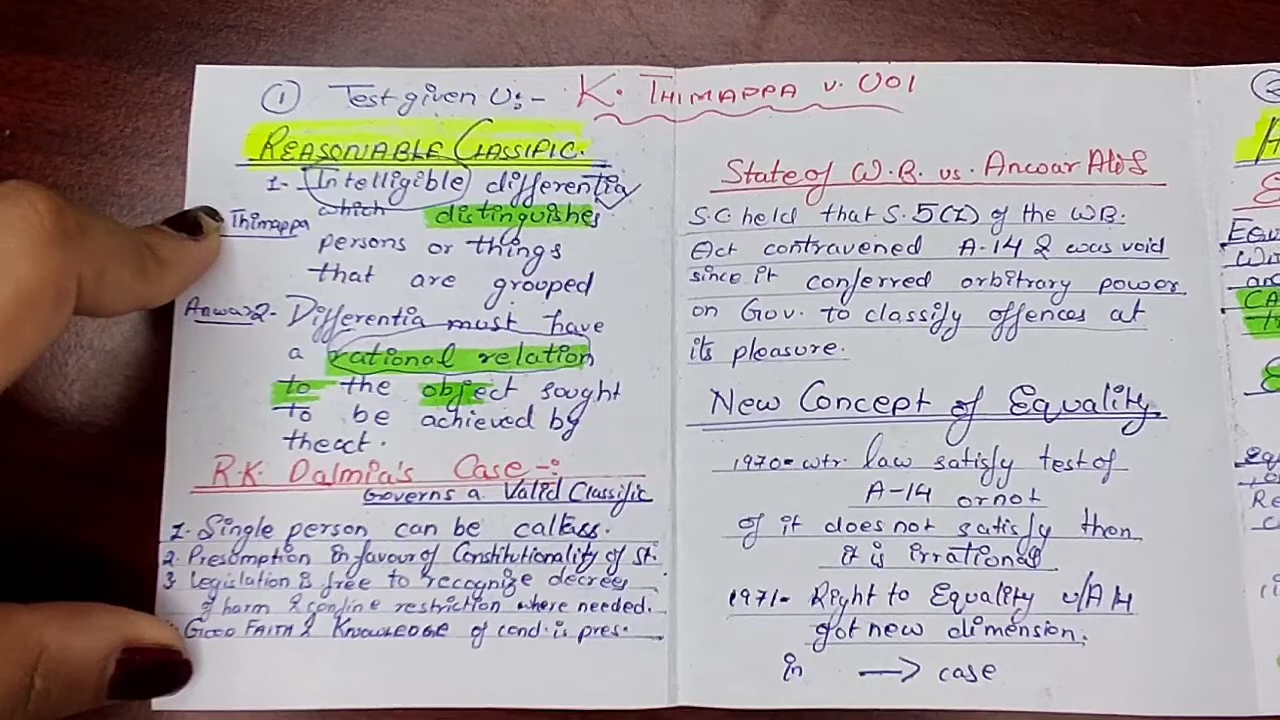 ① Test given U:- K. THIMAPPA v. UOI
REASONABLE CLASSIFIC.
1- Intelligible differentia
Thimappa which distinguishes
persons or things
that are grouped
Anwar 2- Differentia must have
a rational relation
to the object sought
to be achieved by
the act.
R.K. Dalmia's Case -:
Governs a Valid Classific
1- Single person can be
2. Presumption in favour of Constitutionality of St.
3 legislation is free to recognize decrees
of harm & confine restriction where needed.
GOOD FAITH & KNOWLEDGE of cond. is pres.
State of W.B. vs. Anwar Ali S
S.C held that S. 5(1) of the WB.
Act contravened A-14 & was void
since it conferred orbitrary power
on Gov. to classify offences at
its pleasure.
New Concept of Equality
1970- wtr. law satisfy test of
A-14 or not
of it does not satisfy then
it is irrational
1971- Right to Equality u/A 14
got new dimension.
in → case